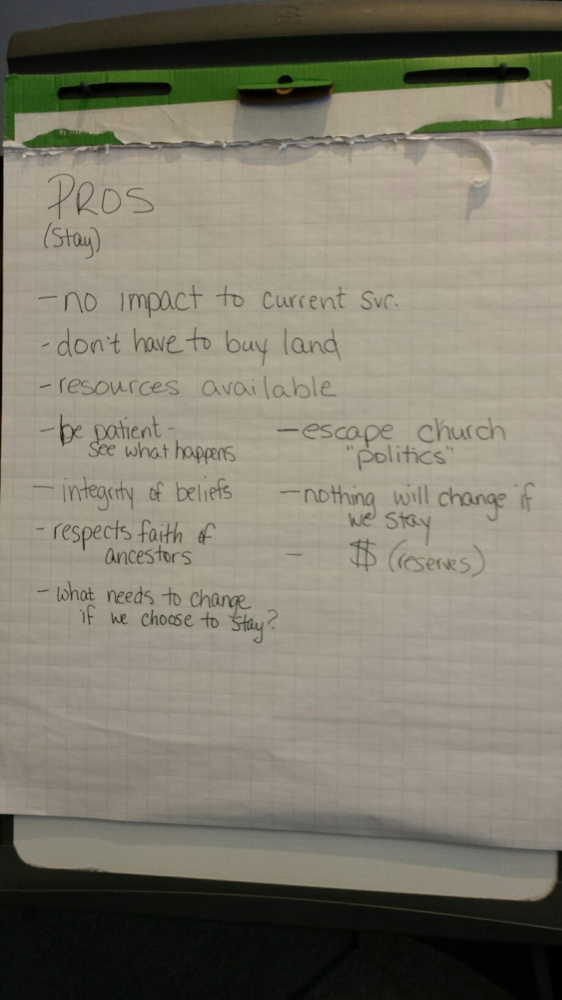 By Staples
PROS
(Stay)
- no impact to current svc.
- don't have to buy land
- resources available
- be patient -
see what happens
- integrity of beliefs
- respects faith of
ancestors
- what needs to change
if we choose to stay?
- escape church
"politics"
- nothing will change if
we stay
- $ (reserves)